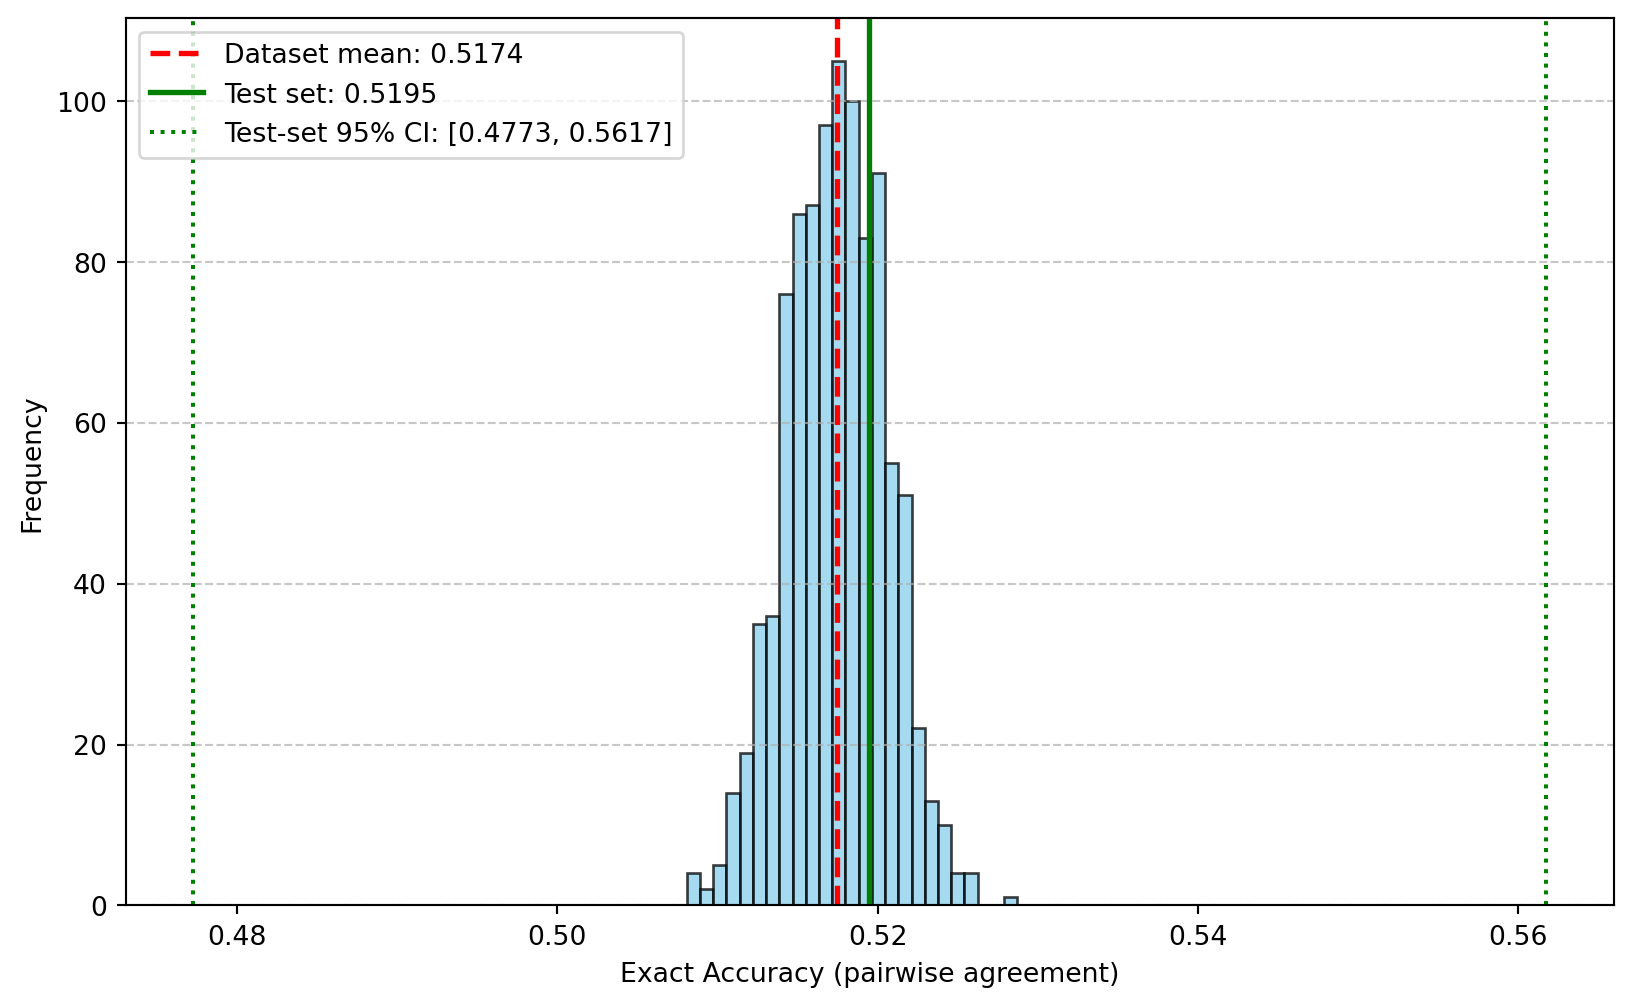 Dataset mean: 0.5174
Test set: 0.5195
Test-set 95% CI: [0.4773, 0.5617]
100
80
60
40
20
0
Frequency
0.48 0.50 0.52 0.54 0.56
Exact Accuracy (pairwise agreement)